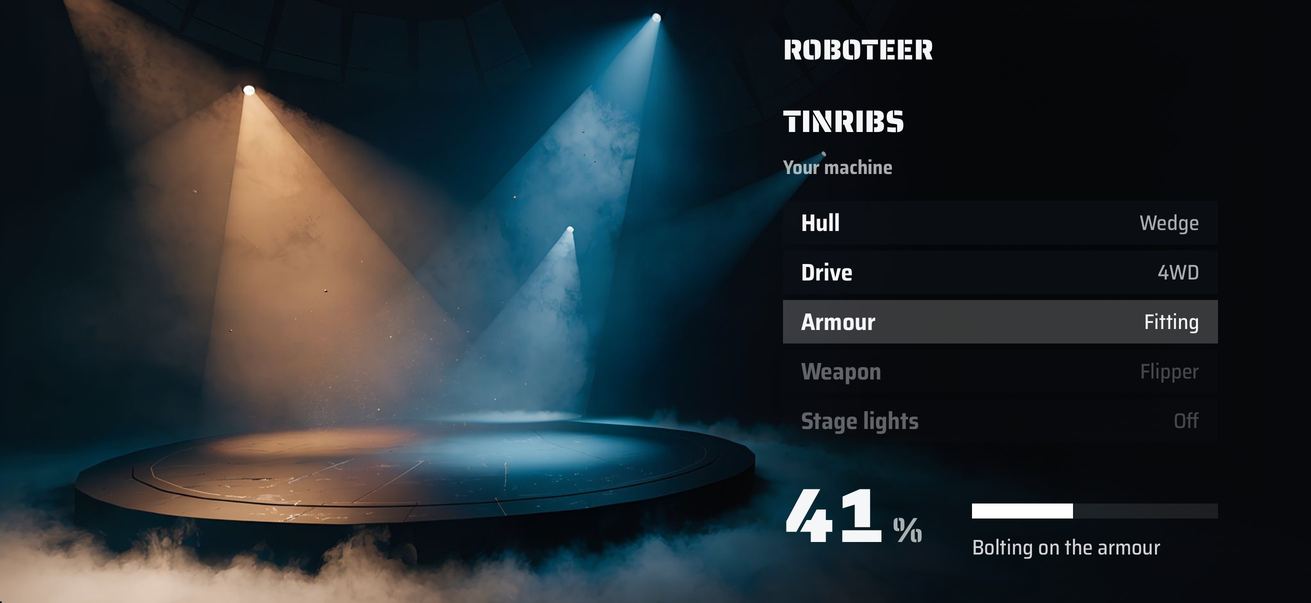 ROBOTEER
TINRIBS
Your machine
Hull Wedge
Drive 4WD
Armour Fitting
Weapon Flipper
Stage lights Off
41 %
Bolting on the armour